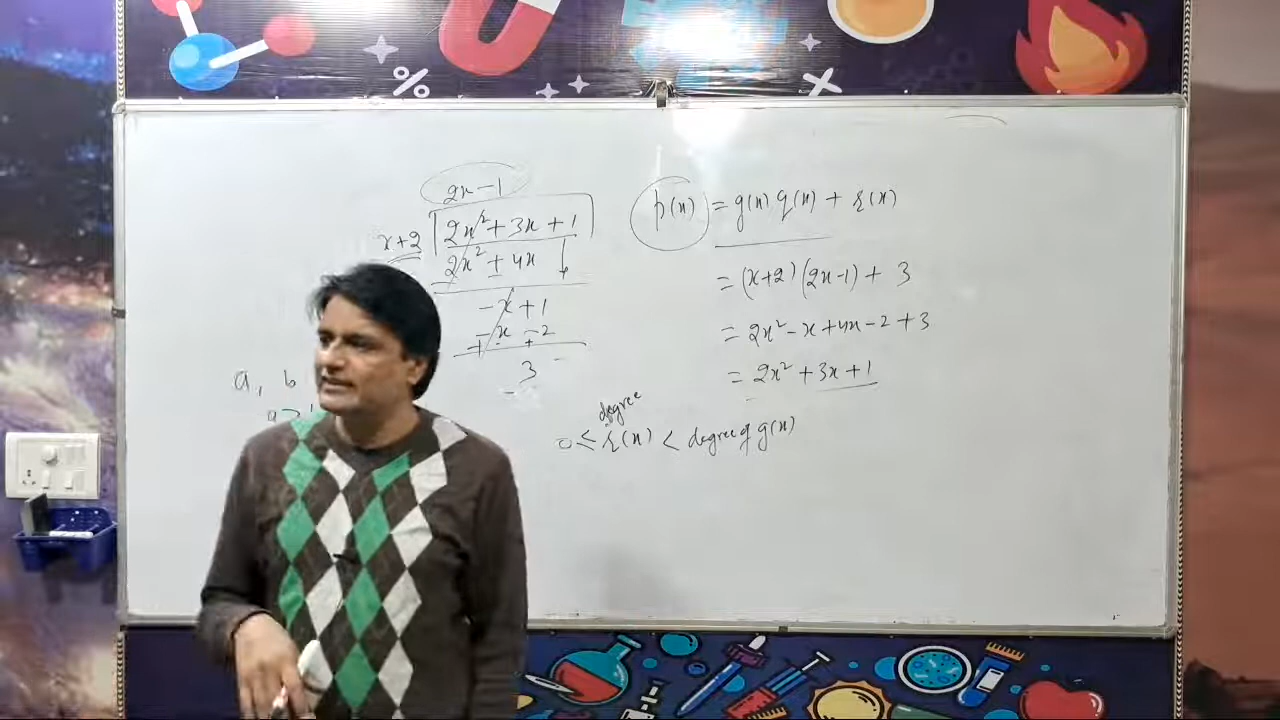 2x-1
x+2 2x²+3x+1
2x²+4x
-x+1
-x-2
- +
+ +
3
a, b
a >
p(x) = g(x) q(x) + r(x)
= (x+2)(2x-1) + 3
= 2x²-x+4x-2+3
= 2x²+3x+1
degree
0 ≤ r(x) < degree of g(x)
%